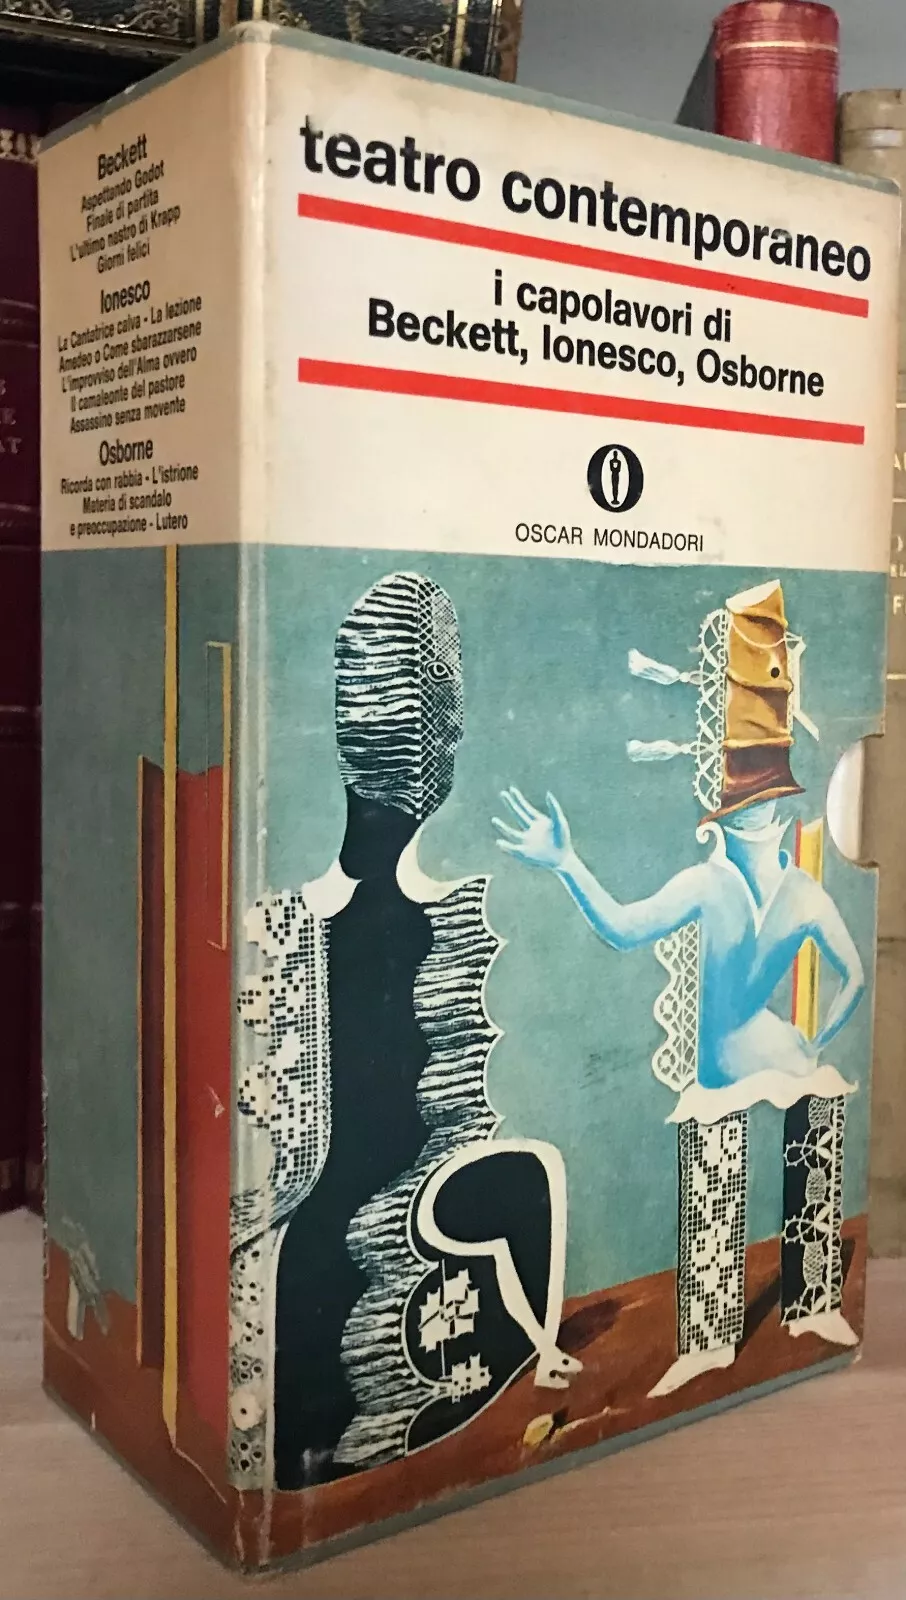 teatro contemporaneo
i capolavori di
Beckett, Ionesco, Osborne
OSCAR MONDADORI
Beckett
Aspettando Godot
Finale di partita
L'ultimo nastro di Krapp
Giorni felici
Ionesco
La Cantatrice calva - La lezione
Amedeo o Come sbarazzarsene
L'improvviso dell'Alma ovvero
Il camaleonte del pastore
Assassino senza movente
Osborne
Ricorda con rabbia - L'istrione
Materia di scandalo
e preoccupazione - Lutero